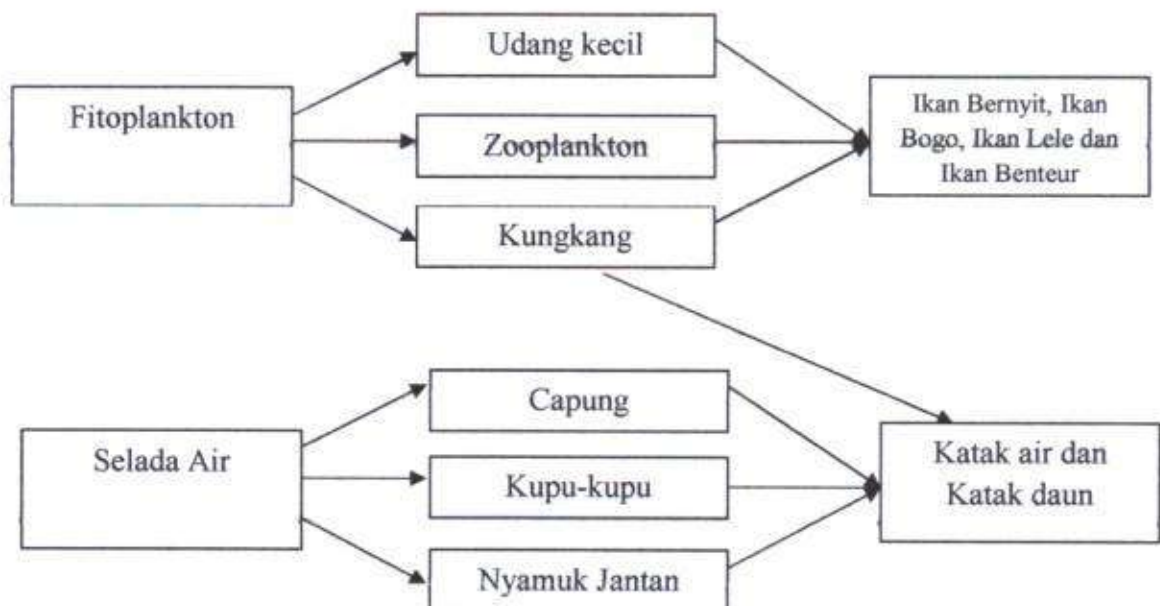 Fitoplankton
Udang kecil
Zooplankton
Kungkang
Ikan Bernyit, Ikan
Bogo, Ikan Lele dan
Ikan Benteur
Selada Air
Capung
Kupu-kupu
Nyamuk Jantan
Katak air dan
Katak daun